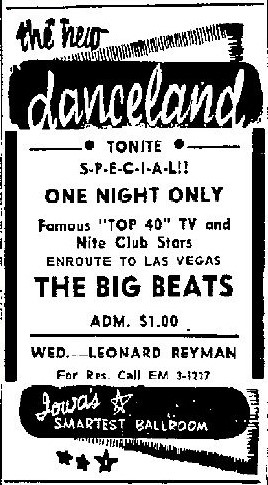 the new
danceland
• TONITE •
S-P-E-C-I-A-L!!
ONE NIGHT ONLY
Famous "TOP 40" TV and
Nite Club Stars
ENROUTE TO LAS VEGAS
THE BIG BEATS
ADM. $1.00
WED.—LEONARD REYMAN
For Res. Call EM 3-1217
Iowa's
SMARTEST BALLROOM